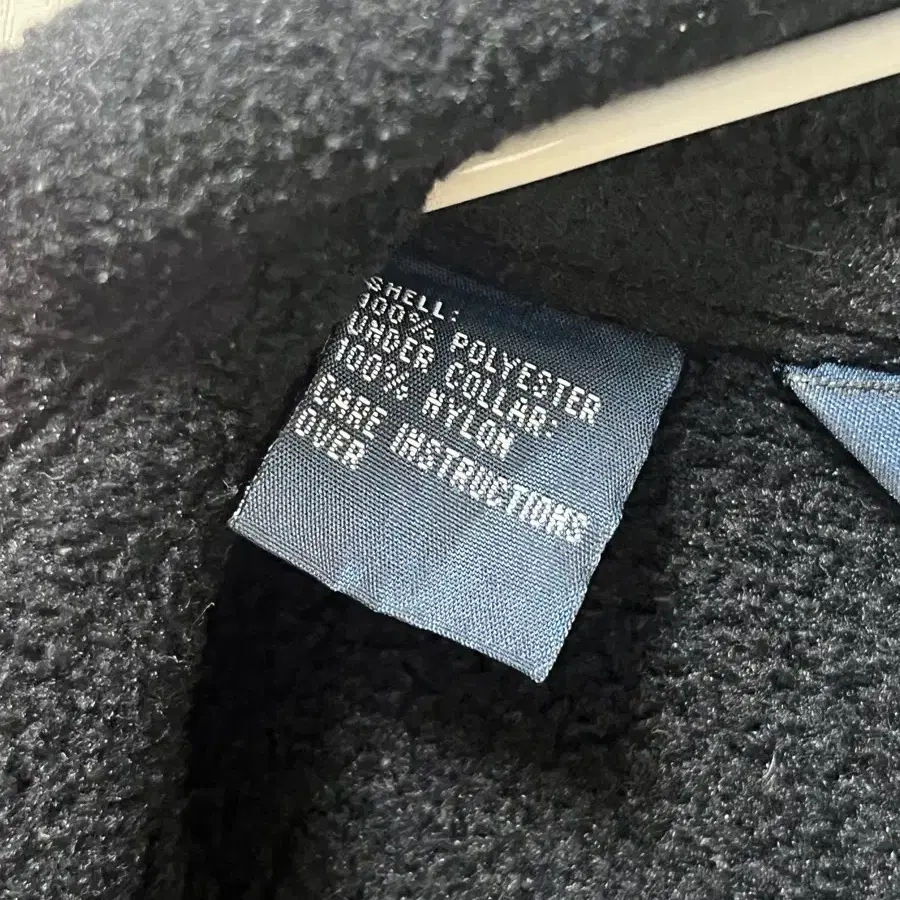 SHELL:
100% POLYESTER
UNDER COLLAR:
100% NYLON
CARE INSTRUCTIONS
OVER